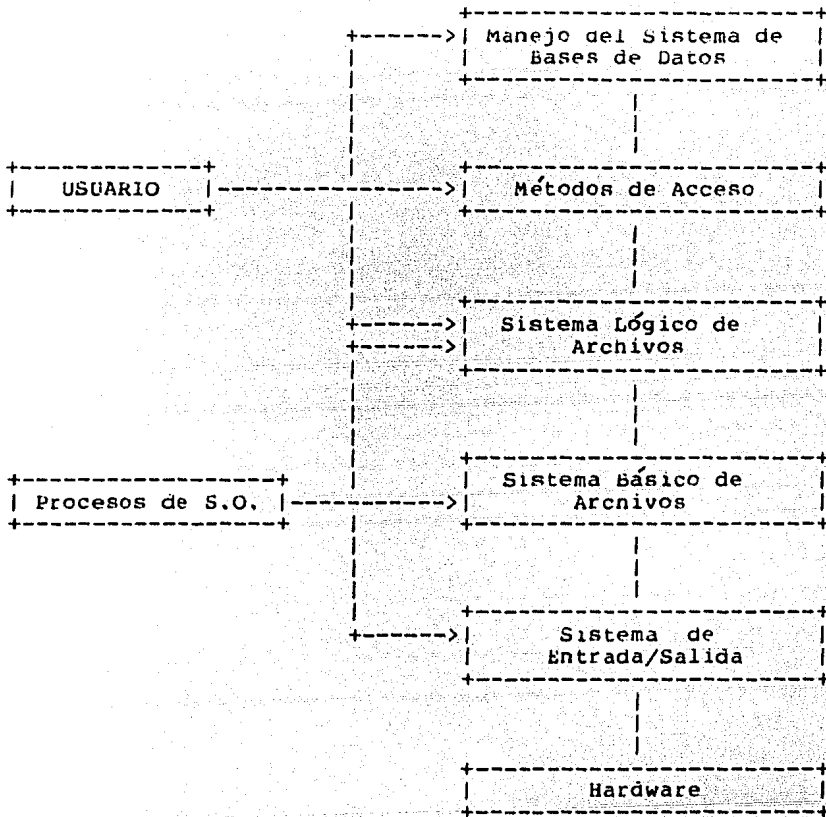 Manejo del Sistema de
Bases de Datos
USUARIO
Métodos de Acceso
Sistema Lógico de
Archivos
Procesos de S.O.
Sistema Básico de
Archivos
Sistema de
Entrada/Salida
Hardware